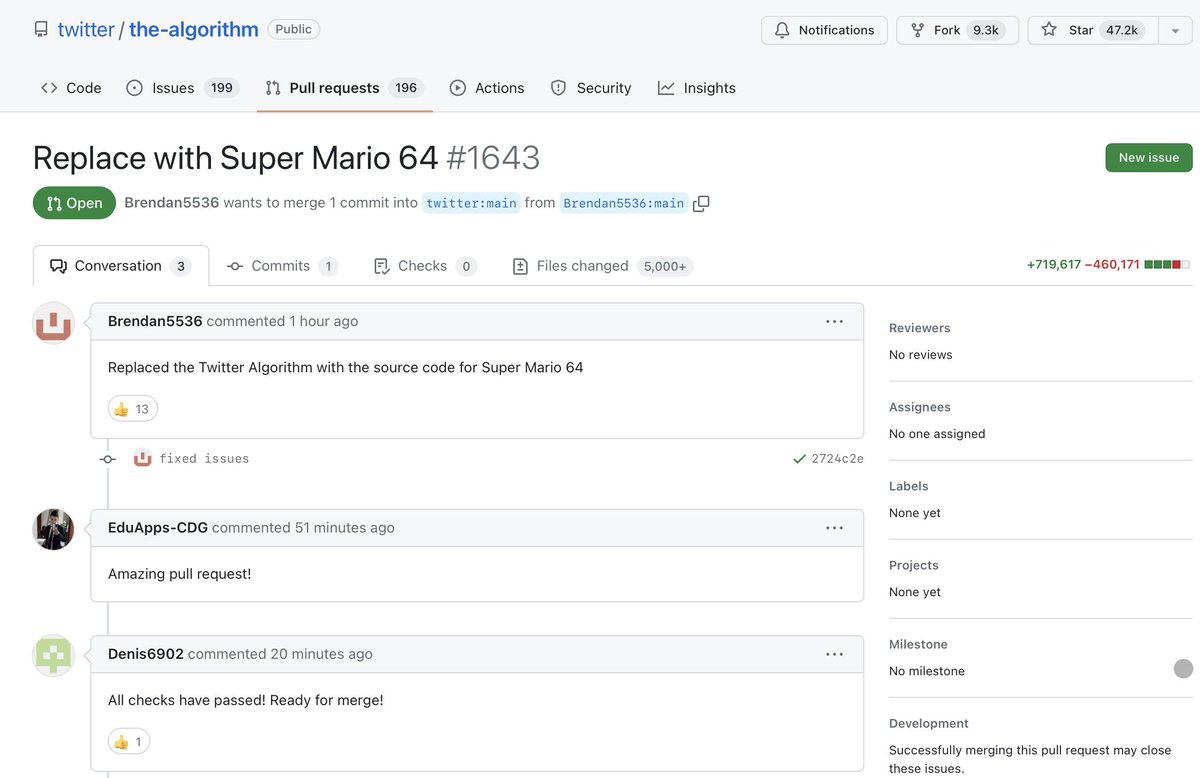 twitter / the-algorithm Public
Notifications
Fork 9.3k
Star 47.2k
Code
Issues 199
Pull requests 196
Actions
Security
Insights
Replace with Super Mario 64 #1643
New issue
Open
Brendan5536 wants to merge 1 commit into twitter:main from Brendan5536:main
Conversation 3
Commits 1
Checks 0
Files changed 5,000+
+719,617 −460,171
Brendan5536 commented 1 hour ago
Replaced the Twitter Algorithm with the source code for Super Mario 64
👍 13
fixed issues
2724c2e
EduApps-CDG commented 51 minutes ago
Amazing pull request!
Denis6902 commented 20 minutes ago
All checks have passed! Ready for merge!
👍 1
Reviewers
No reviews
Assignees
No one assigned
Labels
None yet
Projects
None yet
Milestone
No milestone
Development
Successfully merging this pull request may close
these issues.